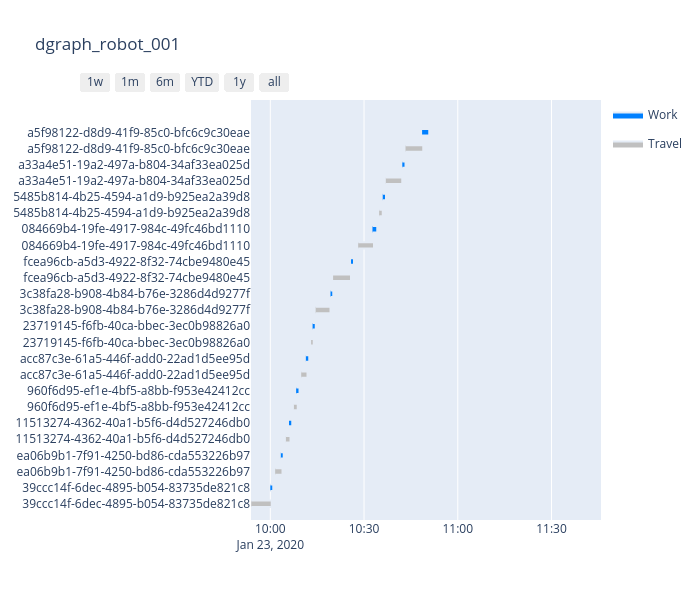 dgraph_robot_001
1w 1m 6m YTD 1y all
Work
Travel
a5f98122-d8d9-41f9-85c0-bfc6c9c30eae
a5f98122-d8d9-41f9-85c0-bfc6c9c30eae
a33a4e51-19a2-497a-b804-34af33ea025d
a33a4e51-19a2-497a-b804-34af33ea025d
5485b814-4b25-4594-a1d9-b925ea2a39d8
5485b814-4b25-4594-a1d9-b925ea2a39d8
084669b4-19fe-4917-984c-49fc46bd1110
084669b4-19fe-4917-984c-49fc46bd1110
fcea96cb-a5d3-4922-8f32-74cbe9480e45
fcea96cb-a5d3-4922-8f32-74cbe9480e45
3c38fa28-b908-4b84-b76e-3286d4d9277f
3c38fa28-b908-4b84-b76e-3286d4d9277f
23719145-f6fb-40ca-bbec-3ec0b98826a0
23719145-f6fb-40ca-bbec-3ec0b98826a0
acc87c3e-61a5-446f-add0-22ad1d5ee95d
acc87c3e-61a5-446f-add0-22ad1d5ee95d
960f6d95-ef1e-4bf5-a8bb-f953e42412cc
960f6d95-ef1e-4bf5-a8bb-f953e42412cc
11513274-4362-40a1-b5f6-d4d527246db0
11513274-4362-40a1-b5f6-d4d527246db0
ea06b9b1-7f91-4250-bd86-cda553226b97
ea06b9b1-7f91-4250-bd86-cda553226b97
39ccc14f-6dec-4895-b054-83735de821c8
39ccc14f-6dec-4895-b054-83735de821c8
10:00 10:30 11:00 11:30
Jan 23, 2020